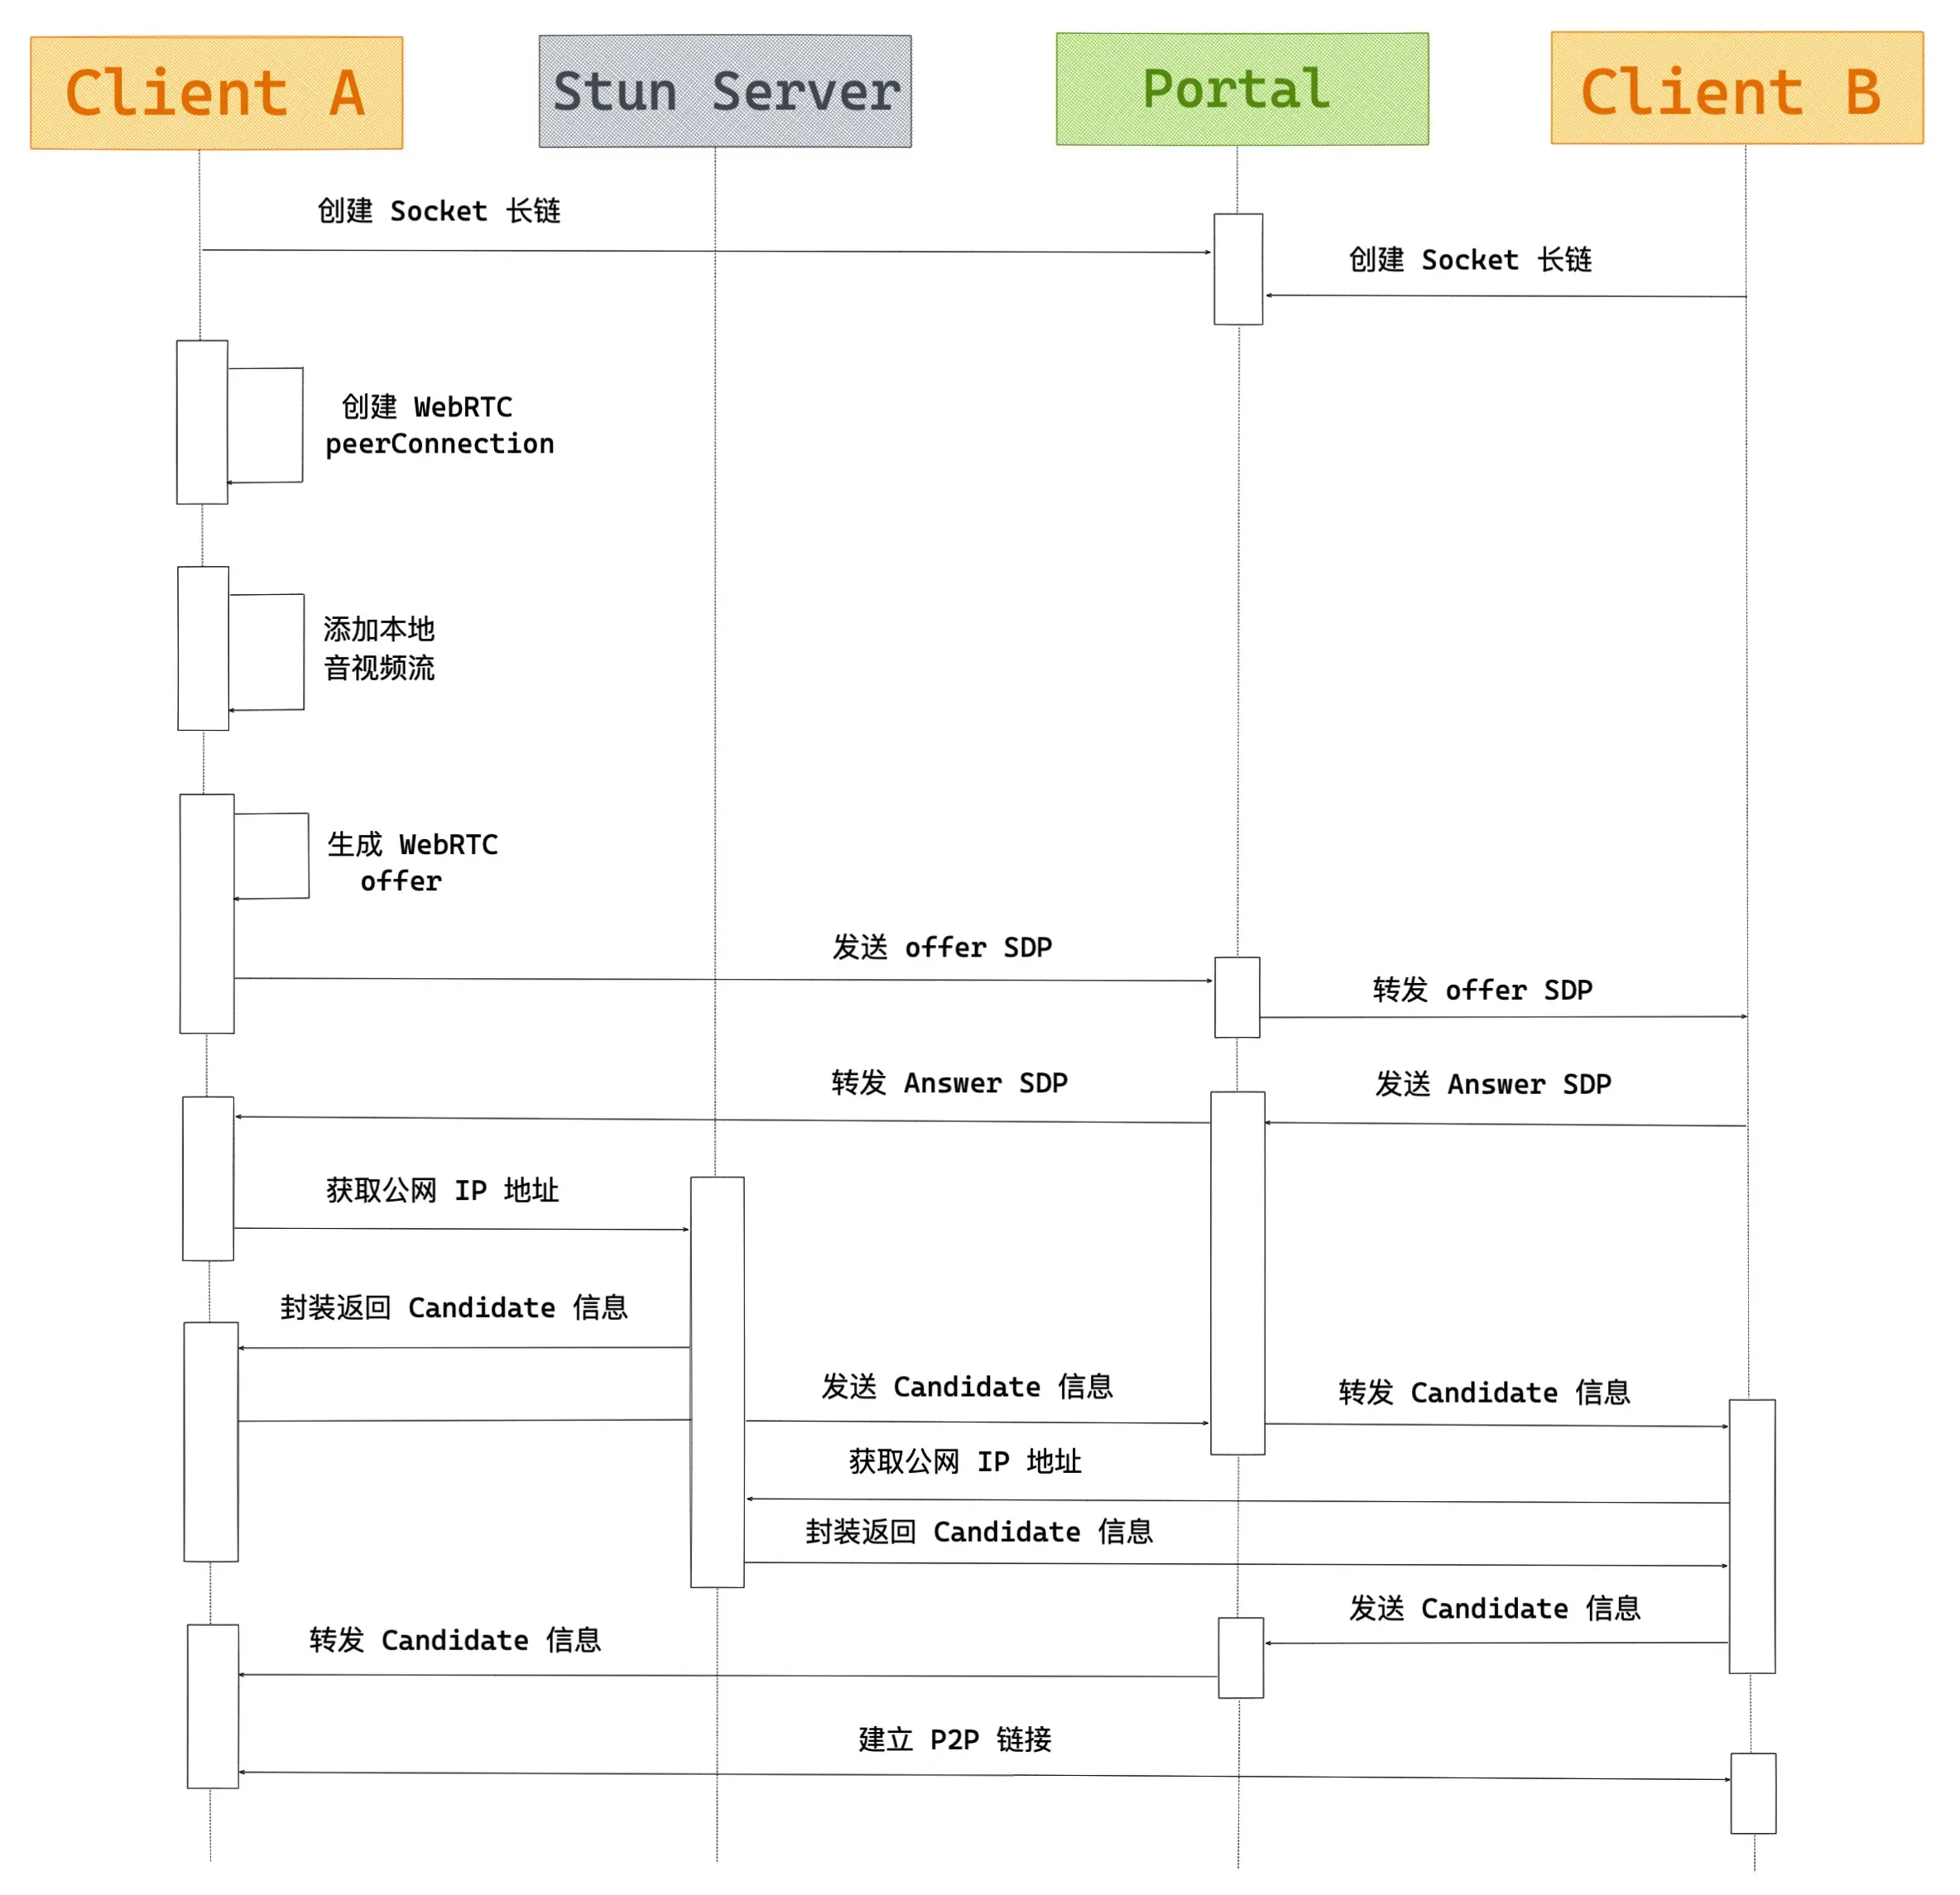 Client A
Stun Server
Portal
Client B
创建 Socket 长链
创建 Socket 长链
创建 WebRTC
peerConnection
添加本地
音视频流
生成 WebRTC
offer
发送 offer SDP
转发 offer SDP
转发 Answer SDP
发送 Answer SDP
获取公网 IP 地址
封装返回 Candidate 信息
发送 Candidate 信息
转发 Candidate 信息
获取公网 IP 地址
封装返回 Candidate 信息
发送 Candidate 信息
转发 Candidate 信息
建立 P2P 链接